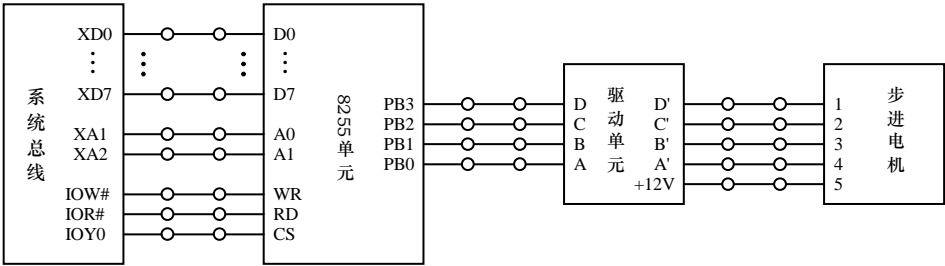 系统总线
XD0
⋮
XD7
XA1
XA2
IOW#
IOR#
IOY0
⋮
⋮
D0
⋮
D7
A0
A1
WR
RD
CS
8255单元
PB3
PB2
PB1
PB0
D
C
B
A
驱动单元
D'
C'
B'
A'
+12V
1
2
3
4
5
步进电机